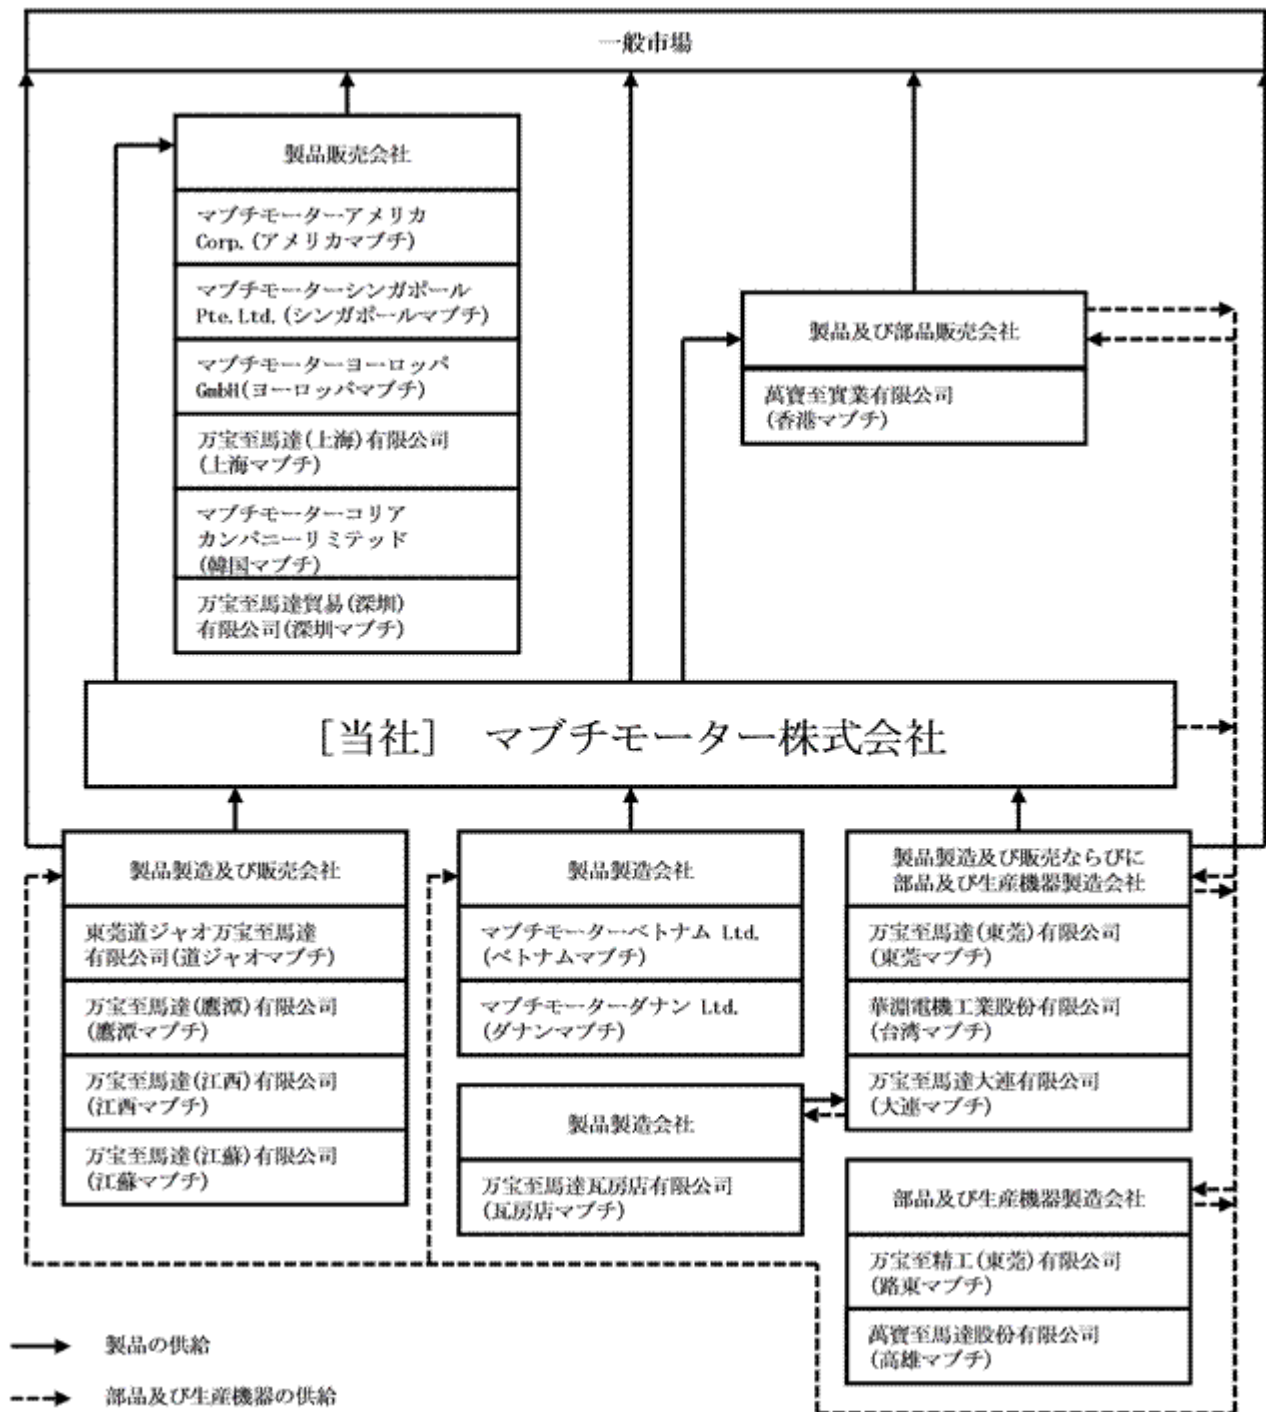 一般市場
製品販売会社
マブチモーターアメリカ
Corp.(アメリカマブチ)
マブチモーターシンガポール
Pte.Ltd.(シンガポールマブチ)
マブチモーターヨーロッパ
GmbH(ヨーロッパマブチ)
万宝至馬達(上海)有限公司
(上海マブチ)
マブチモーターコリア
カンパニーリミテッド
(韓国マブチ)
万宝至馬達貿易(深圳)
有限公司(深圳マブチ)
製品及び部品販売会社
萬寶至實業有限公司
(香港マブチ)
[当社] マブチモーター株式会社
製品製造及び販売会社
東莞道ジャオ万宝至馬達
有限公司(道ジャオマブチ)
万宝至馬達(鷹潭)有限公司
(鷹潭マブチ)
万宝至馬達(江西)有限公司
(江西マブチ)
万宝至馬達(江蘇)有限公司
(江蘇マブチ)
製品製造会社
マブチモーターベトナム Ltd.
(ベトナムマブチ)
マブチモーターダナン Ltd.
(ダナンマブチ)
製品製造会社
万宝至馬達瓦房店有限公司
(瓦房店マブチ)
製品製造及び販売ならびに
部品及び生産機器製造会社
万宝至馬達(東莞)有限公司
(東莞マブチ)
華淵電機工業股份有限公司
(台湾マブチ)
万宝至馬達大連有限公司
(大連マブチ)
部品及び生産機器製造会社
万宝至精工(東莞)有限公司
(路東マブチ)
萬寶至馬達股份有限公司
(高雄マブチ)
製品の供給
部品及び生産機器の供給